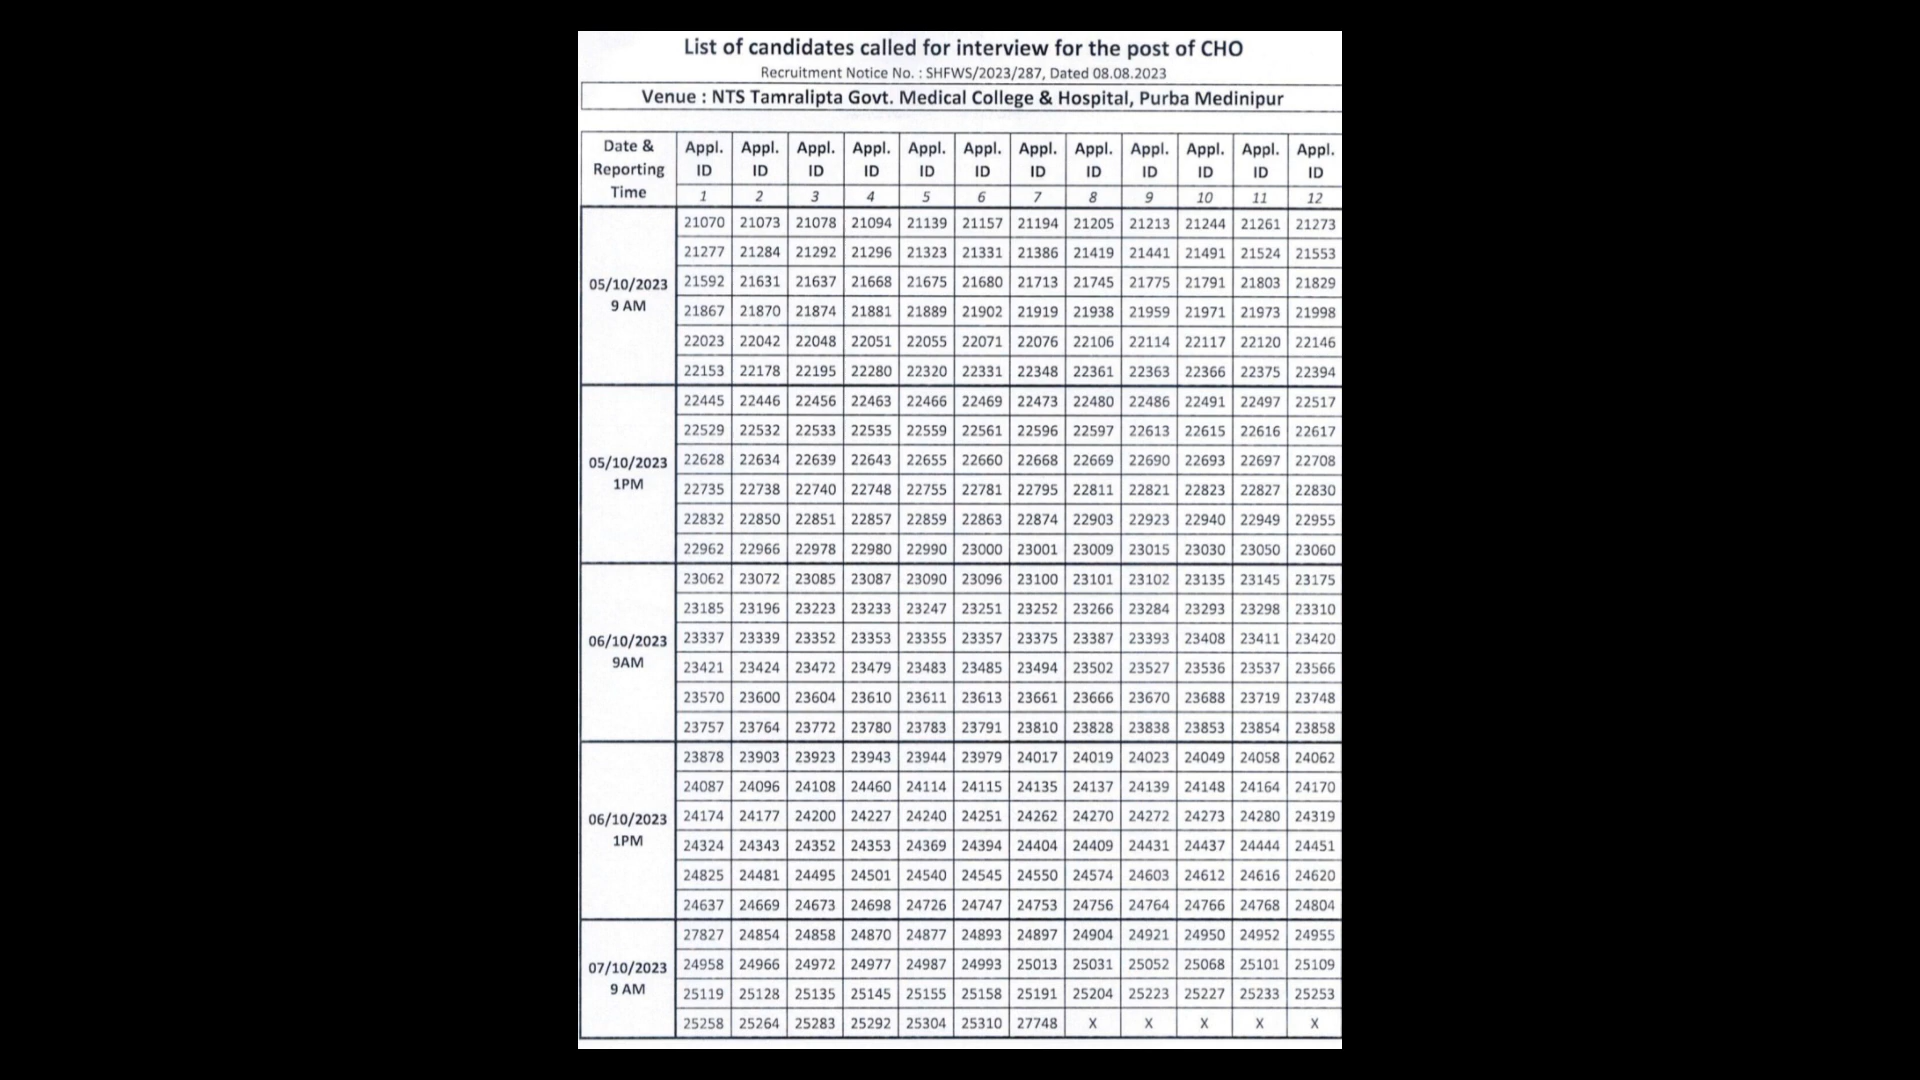 List of candidates called for interview for the post of CHO
Recruitment Notice No. : SHFWS/2023/287, Dated 08.08.2023
Venue : NTS Tamralipta Govt. Medical College & Hospital, Purba Medinipur
Date & Reporting Time Appl. ID Appl. ID Appl. ID Appl. ID Appl. ID Appl. ID Appl. ID Appl. ID Appl. ID Appl. ID Appl. ID Appl. ID
1 2 3 4 5 6 7 8 9 10 11 12
05/10/2023 9 AM
21070 21073 21078 21094 21139 21157 21194 21205 21213 21244 21261 21273
21277 21284 21292 21296 21323 21331 21386 21419 21441 21491 21524 21553
21592 21631 21637 21668 21675 21680 21713 21745 21775 21791 21803 21829
21867 21870 21874 21881 21889 21902 21919 21938 21959 21971 21973 21998
22023 22042 22048 22051 22055 22071 22076 22106 22114 22117 22120 22146
22153 22178 22195 22280 22320 22331 22348 22361 22363 22366 22375 22394
05/10/2023 1PM
22445 22446 22456 22463 22466 22469 22473 22480 22486 22491 22497 22517
22529 22532 22533 22535 22559 22561 22596 22597 22613 22615 22616 22617
22628 22634 22639 22643 22655 22660 22668 22669 22690 22693 22697 22708
22735 22738 22740 22748 22755 22781 22795 22811 22821 22823 22827 22830
22832 22850 22851 22857 22859 22863 22874 22903 22923 22940 22949 22955
22962 22966 22978 22980 22990 23000 23001 23009 23015 23030 23050 23060
06/10/2023 9AM
23062 23072 23085 23087 23090 23096 23100 23101 23102 23135 23145 23175
23185 23196 23223 23233 23247 23251 23252 23266 23284 23293 23298 23310
23337 23339 23352 23353 23355 23357 23375 23387 23393 23408 23411 23420
23421 23424 23472 23479 23483 23485 23494 23502 23527 23536 23537 23566
23570 23600 23604 23610 23611 23613 23661 23666 23670 23688 23719 23748
23757 23764 23772 23780 23783 23791 23810 23828 23838 23853 23854 23858
06/10/2023 1PM
23878 23903 23923 23943 23944 23979 24017 24019 24023 24049 24058 24062
24087 24096 24108 24460 24114 24115 24135 24137 24139 24148 24164 24170
24174 24177 24200 24227 24240 24251 24262 24270 24272 24273 24280 24319
24324 24343 24352 24353 24369 24394 24404 24409 24431 24437 24444 24451
24825 24481 24495 24501 24540 24545 24550 24574 24603 24612 24616 24620
24637 24669 24673 24698 24726 24747 24753 24756 24764 24766 24768 24804
07/10/2023 9 AM
27827 24854 24858 24870 24877 24893 24897 24904 24921 24950 24952 24955
24958 24966 24972 24977 24987 24993 25013 25031 25052 25068 25101 25109
25119 25128 25135 25145 25155 25158 25191 25204 25223 25227 25233 25253
25258 25264 25283 25292 25304 25310 27748 X X X X X